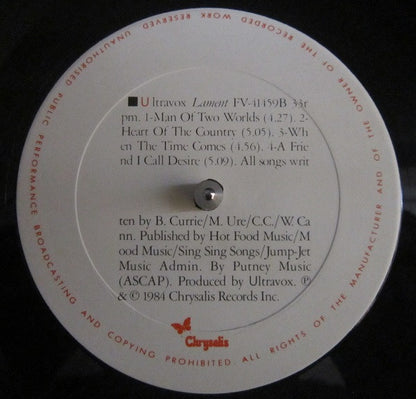 Ultravox Lament FV-41459B 33r
pm. 1-Man Of Two Worlds (4.27). 2-
Heart Of The Country (5.05). 3-Wh
en The Time Comes (4.56). 4-A Frie
nd I Call Desire (5.09). All songs writ
ten by B. Currie/M. Ure/C.C./W. Ca
nn. Published by Hot Food Music/M
ood Music/Sing Sing Songs/Jump-Jet
Music Admin. By Putney Music
(ASCAP). Produced by Ultravox. ℗
& © 1984 Chrysalis Records Inc.
Chrysalis
ALL RIGHTS OF THE MANUFACTURER AND OF THE OWNER OF THE RECORDED WORK RESERVED UNAUTHORISED PUBLIC PERFORMANCE BROADCASTING AND COPYING PROHIBITED.